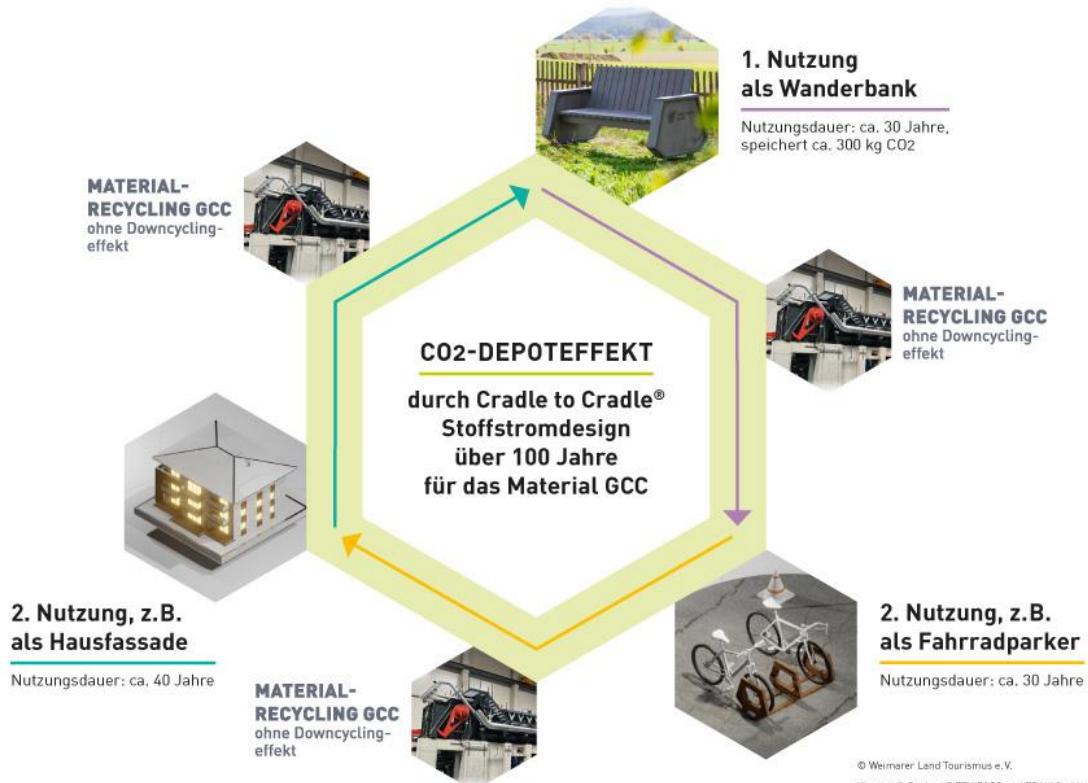 1. Nutzung
als Wanderbank
Nutzungsdauer: ca. 30 Jahre,
speichert ca. 300 kg CO2
MATERIAL-
RECYCLING GCC
ohne Downcycling-
effekt
MATERIAL-
RECYCLING GCC
ohne Downcycling-
effekt
CO2-DEPOTEFFEKT
durch Cradle to Cradle®
Stoffstromdesign
über 100 Jahre
für das Material GCC
2. Nutzung, z.B.
als Hausfassade
Nutzungsdauer: ca. 40 Jahre
2. Nutzung, z.B.
als Fahrradparker
Nutzungsdauer: ca. 30 Jahre
MATERIAL-
RECYCLING GCC
ohne Downcycling-
effekt
© Weimarer Land Tourismus e.V.